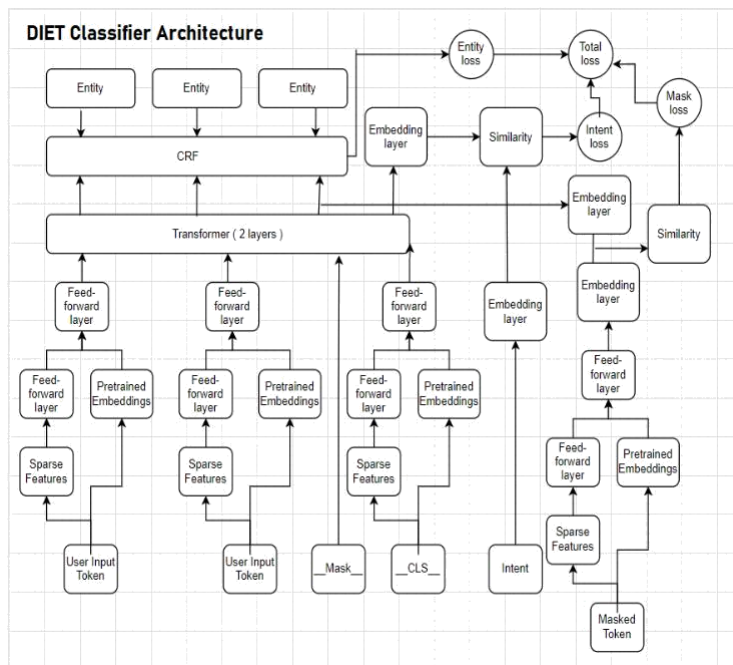 DIET Classifier Architecture
Entity
loss
Total
loss
Entity
Entity
Entity
Mask
loss
Embedding
layer
Similarity
Intent
loss
CRF
Embedding
layer
Transformer ( 2 layers )
Similarity
Feed-
forward
layer
Feed-
forward
layer
Feed-
forward
layer
Embedding
layer
Embedding
layer
Feed-
forward
layer
Pretrained
Embeddings
Feed-
forward
layer
Pretrained
Embeddings
Feed-
forward
layer
Pretrained
Embeddings
Feed-
forward
layer
Sparse
Features
Sparse
Features
Sparse
Features
Feed-
forward
layer
Pretrained
Embeddings
Sparse
Features
User Input
Token
User Input
Token
__Mask__
__CLS__
Intent
Masked
Token